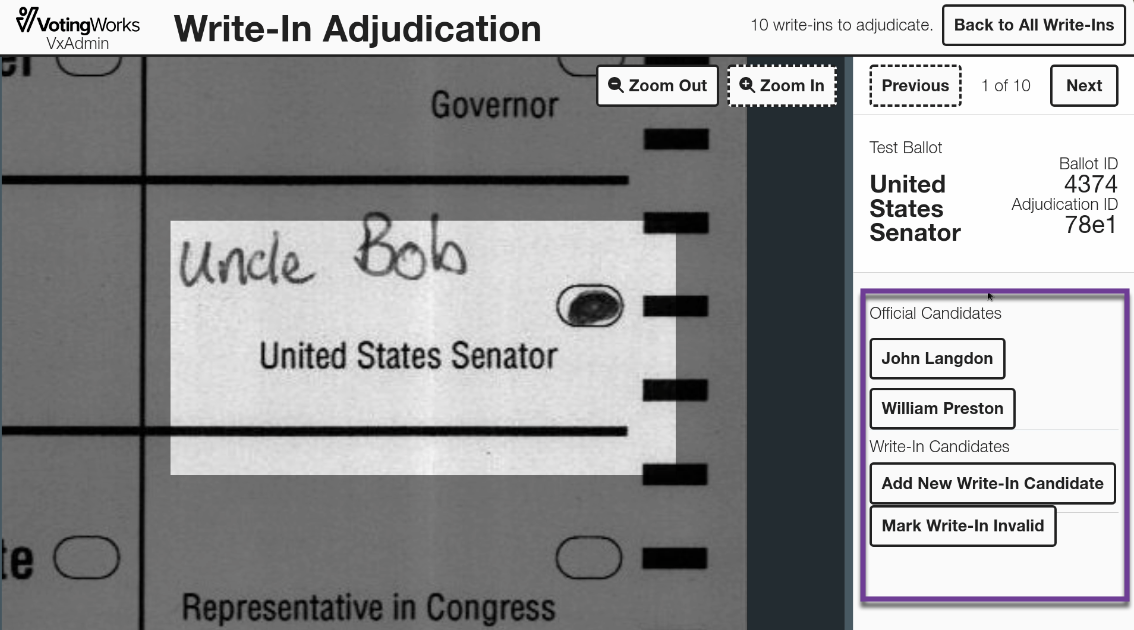 VotingWorks
VxAdmin
Write-In Adjudication
10 write-ins to adjudicate.
Back to All Write-Ins
Zoom Out
Zoom In
Governor
Uncle Bob
United States Senator
Representative in Congress
Previous
1 of 10
Next
Test Ballot
United
States
Senator
Ballot ID
4374
Adjudication ID
78e1
Official Candidates
John Langdon
William Preston
Write-In Candidates
Add New Write-In Candidate
Mark Write-In Invalid